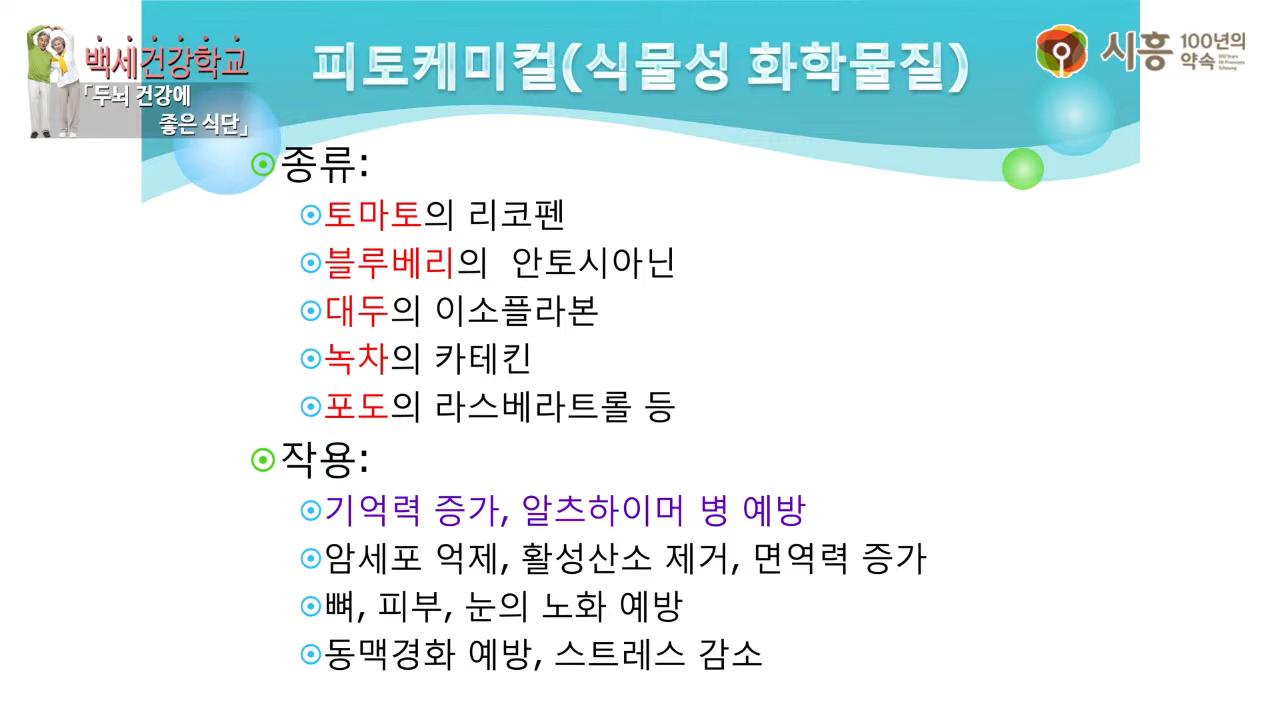 백세건강학교
「두뇌 건강에
좋은 식단」
피토케미컬(식물성 화학물질)
시흥 100년의
약속
종류:
토마토의 리코펜
블루베리의 안토시아닌
대두의 이소플라본
녹차의 카테킨
포도의 라스베라트롤 등
작용:
기억력 증가, 알츠하이머 병 예방
암세포 억제, 활성산소 제거, 면역력 증가
뼈, 피부, 눈의 노화 예방
동맥경화 예방, 스트레스 감소